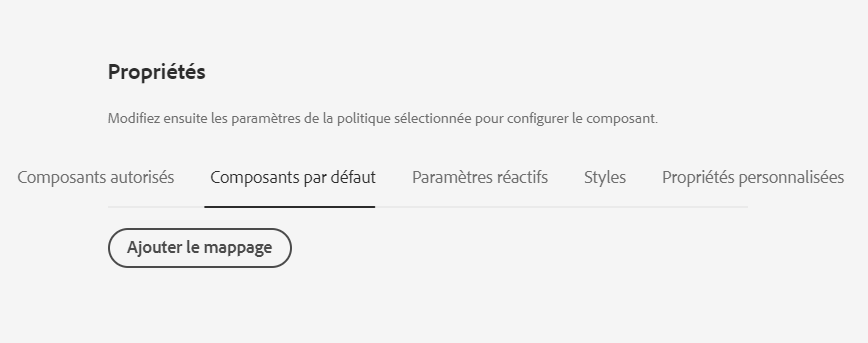 Propriétés
Modifiez ensuite les paramètres de la politique sélectionnée pour configurer le composant.
Composants autorisés Composants par défaut Paramètres réactifs Styles Propriétés personnalisées
Ajouter le mappage